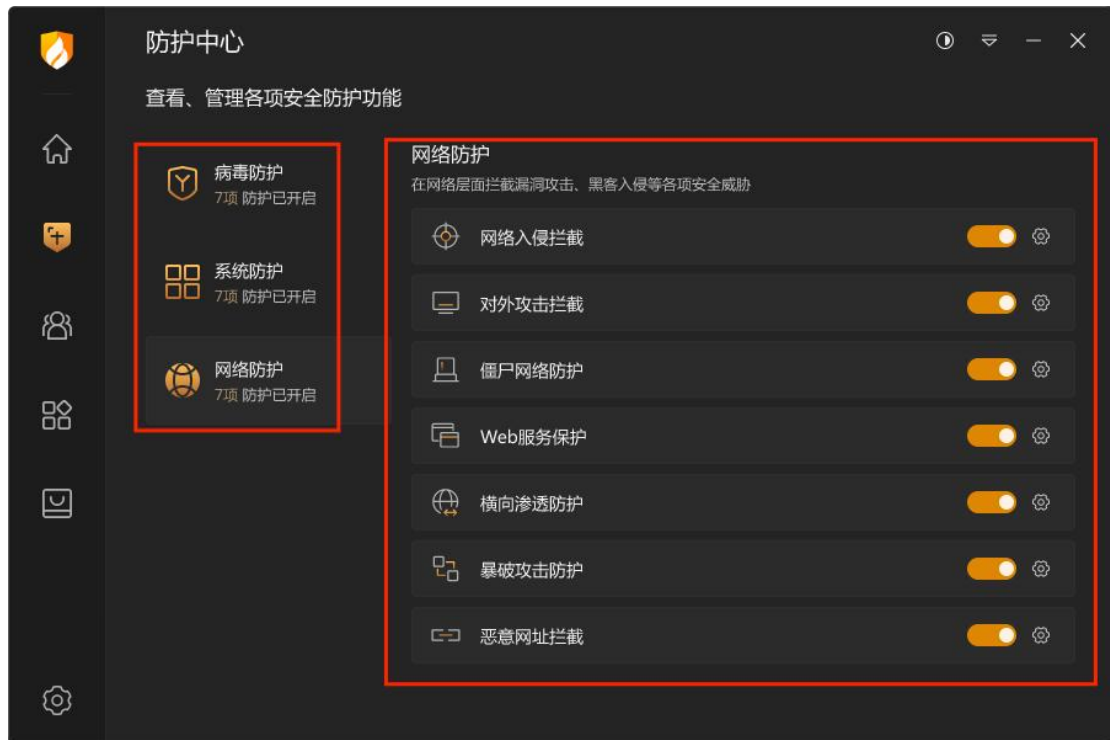 防护中心
查看、管理各项安全防护功能
病毒防护
7项 防护已开启
系统防护
7项 防护已开启
网络防护
7项 防护已开启
网络防护
在网络层面拦截漏洞攻击、黑客入侵等各项安全威胁
网络入侵拦截
对外攻击拦截
僵尸网络防护
Web服务保护
横向渗透防护
暴破攻击防护
恶意网址拦截